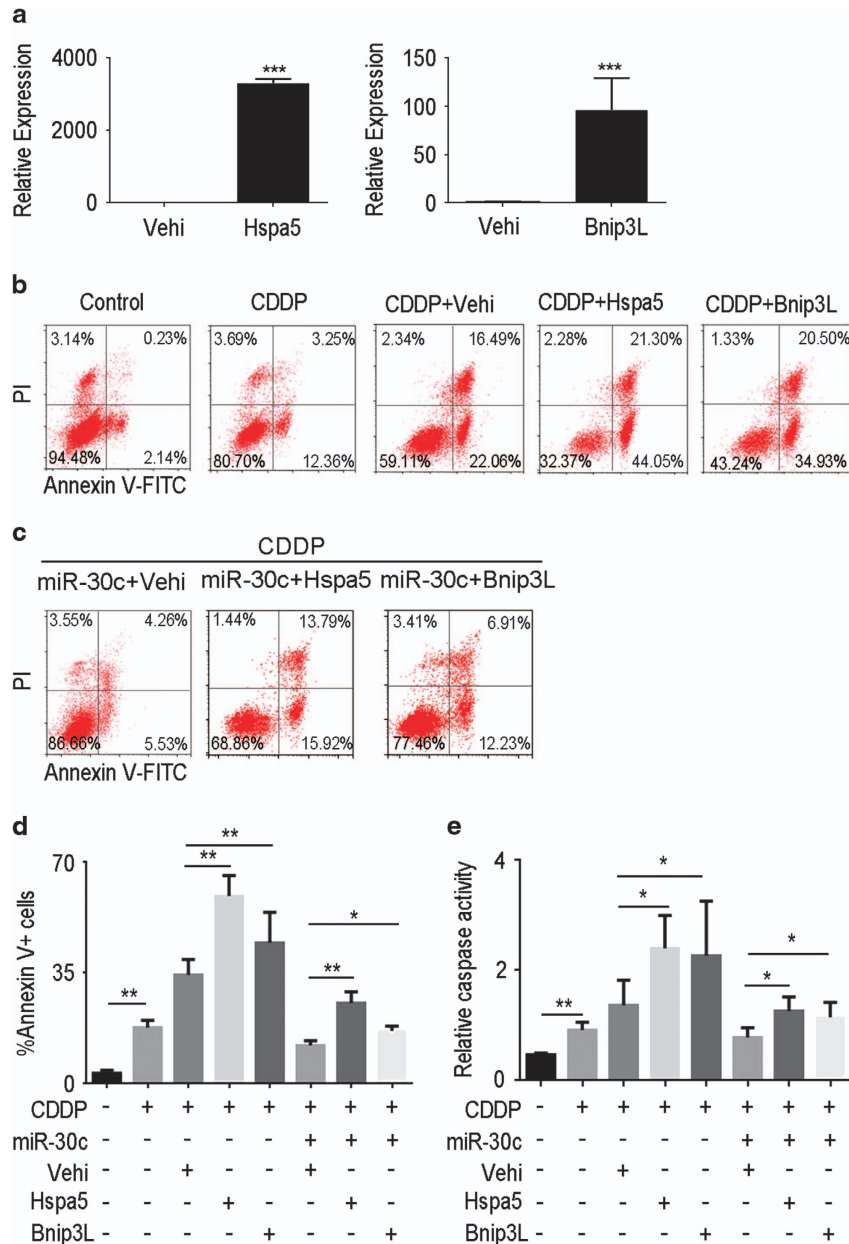 a
4000
2000
0
Relative Expression
***
Vehi
Hspa5
150
100
50
0
Relative Expression
***
Vehi
Bnip3L
b
Control
CDDP
CDDP+Vehi
CDDP+Hspa5
CDDP+Bnip3L
PI
3.14% 0.23%
94.48% 2.14%
3.69% 3.25%
80.70% 12.36%
2.34% 16.49%
59.11% 22.06%
2.28% 21.30%
32.37% 44.05%
1.33% 20.50%
43.24% 34.93%
Annexin V-FITC
c
CDDP
miR-30c+Vehi
miR-30c+Hspa5
miR-30c+Bnip3L
PI
3.55% 4.26%
86.66% 5.53%
1.44% 13.79%
68.86% 15.92%
3.41% 6.91%
77.46% 12.23%
Annexin V-FITC
d
70
35
0
%Annexin V+ cells
**
**
**
**
*
CDDP - + + + + + + +
miR-30c - - - - - + + +
Vehi - - + - - + - -
Hspa5 - - - + - - + -
Bnip3L - - - - + - - +
e
4
2
0
Relative caspase activity
**
*
*
*
*
CDDP - + + + + + + +
miR-30c - - - - - + + +
Vehi - - + - - + - -
Hspa5 - - - + - - + -
Bnip3L - - - - + - - +